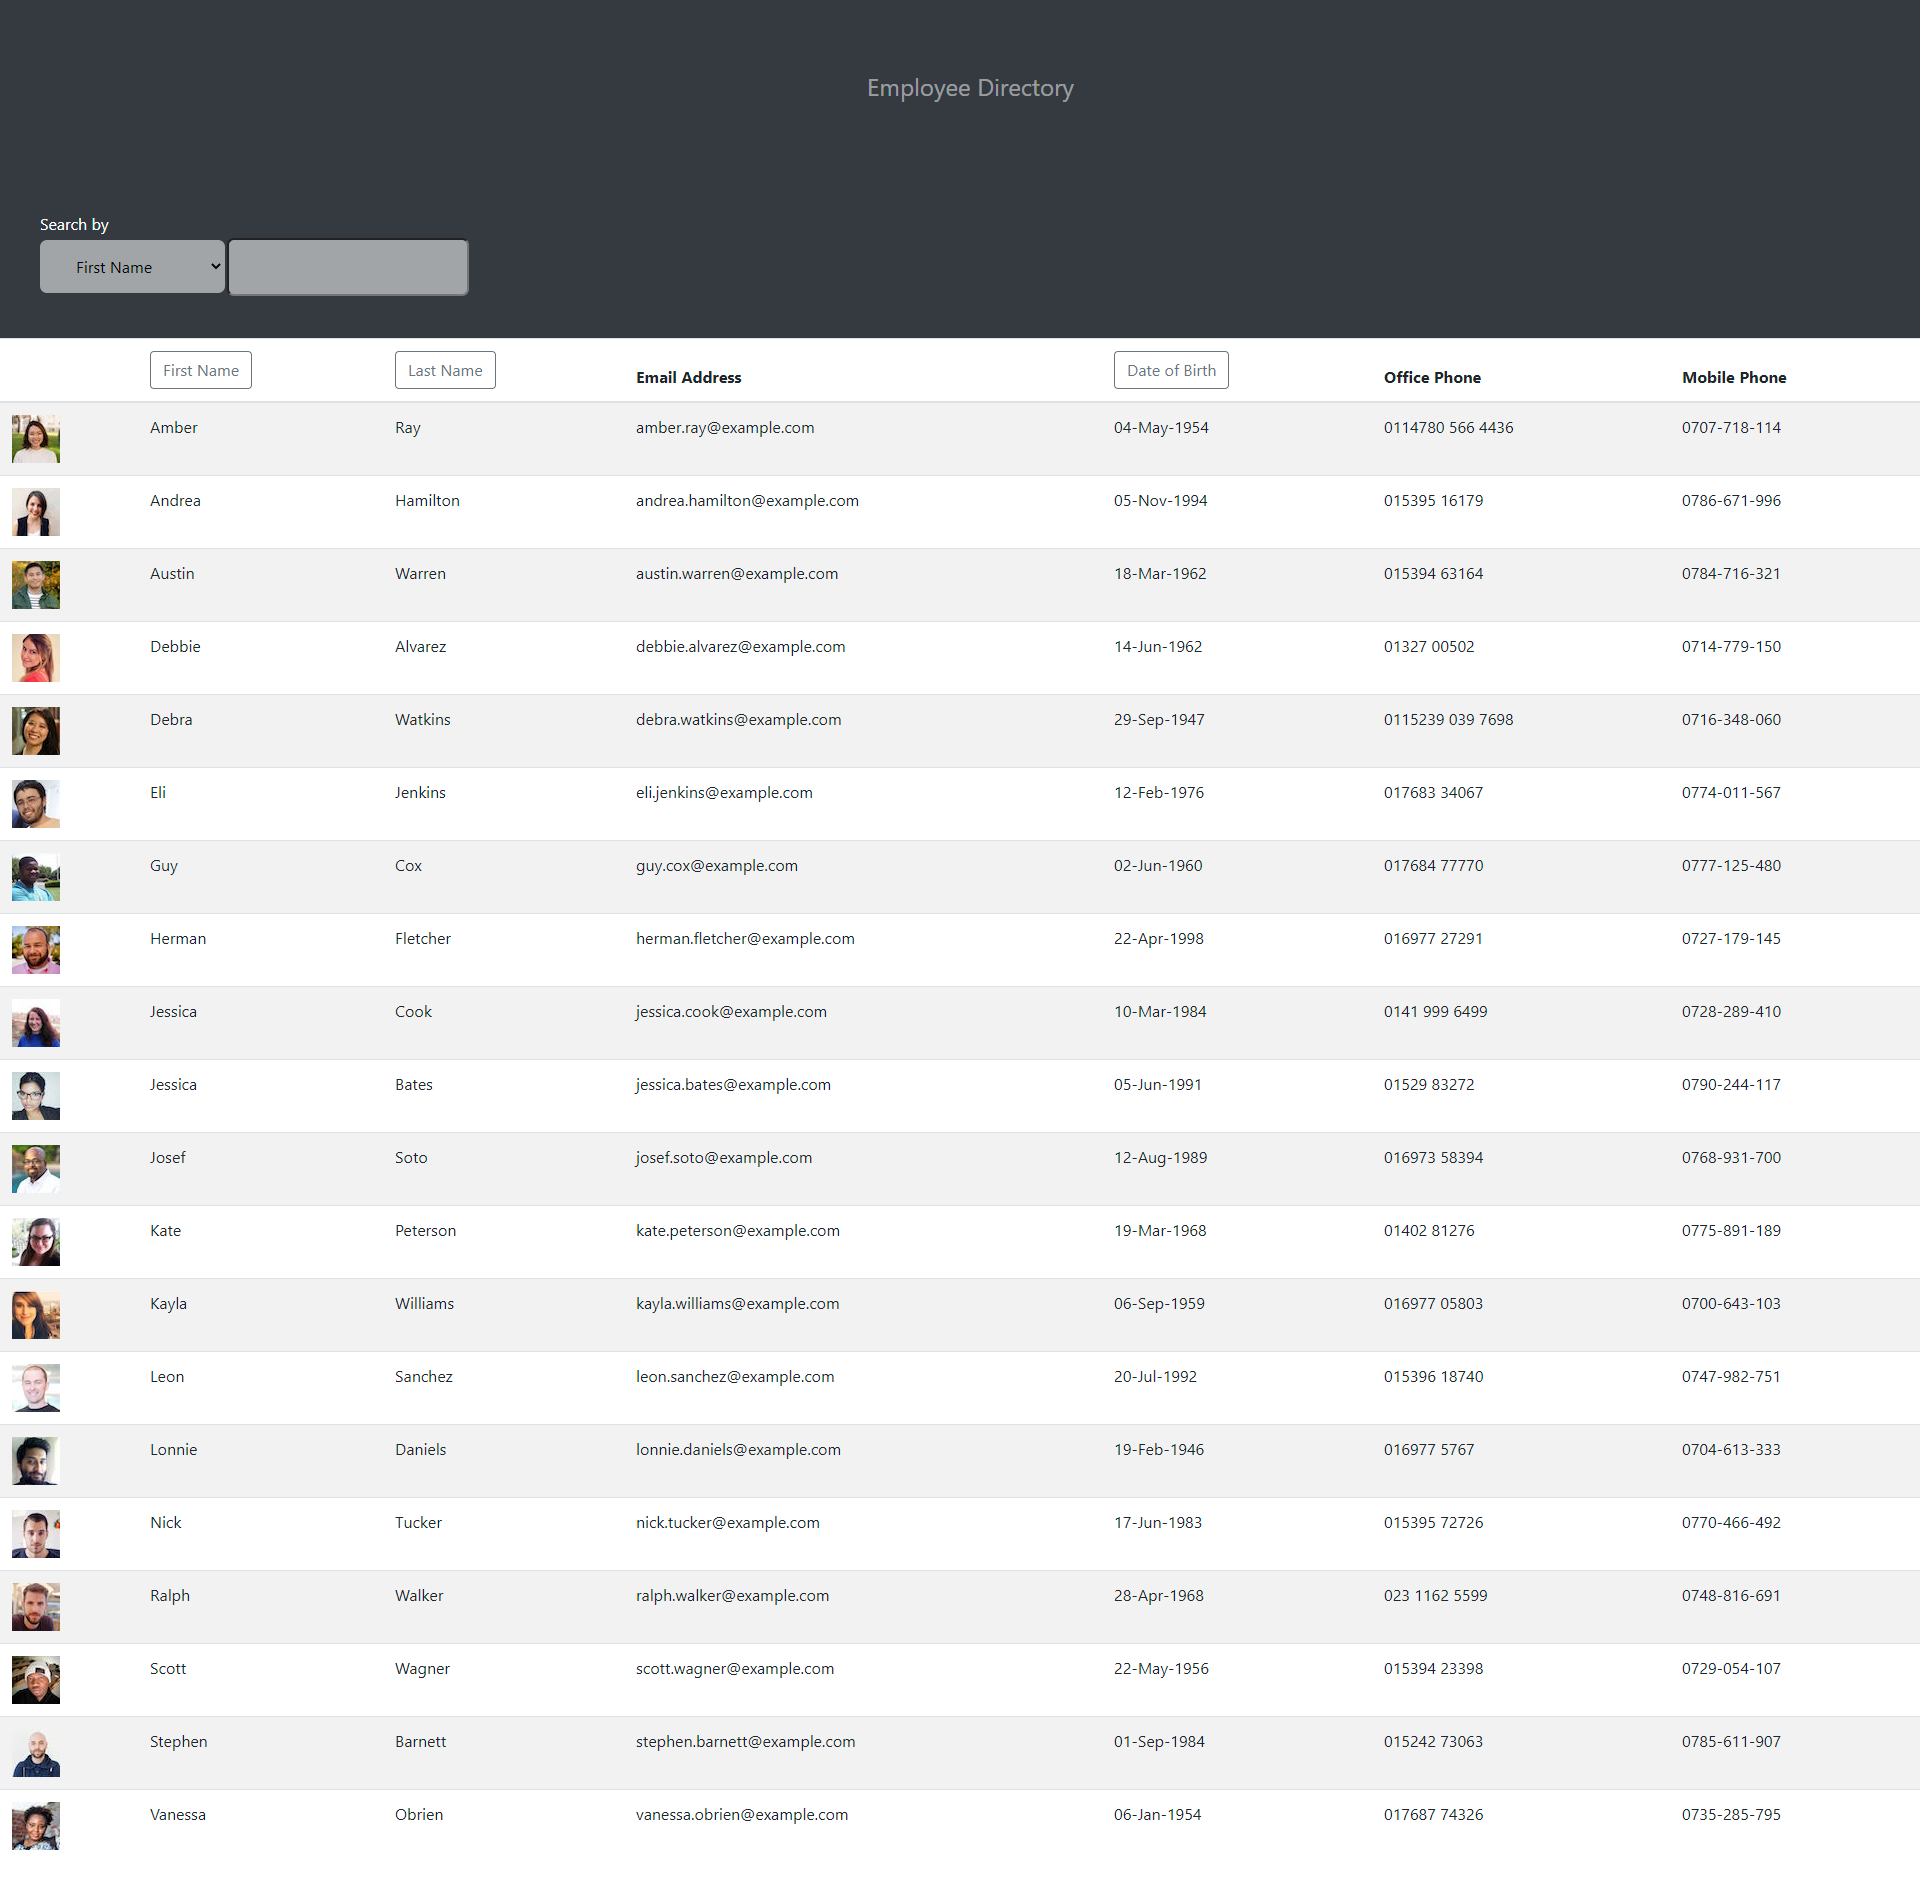 Employee Directory
Search by
First Name
First Name Last Name Email Address Date of Birth Office Phone Mobile Phone
Amber Ray amber.ray@example.com 04-May-1954 0114780 566 4436 0707-718-114
Andrea Hamilton andrea.hamilton@example.com 05-Nov-1994 015395 16179 0786-671-996
Austin Warren austin.warren@example.com 18-Mar-1962 015394 63164 0784-716-321
Debbie Alvarez debbie.alvarez@example.com 14-Jun-1962 01327 00502 0714-779-150
Debra Watkins debra.watkins@example.com 29-Sep-1947 0115239 039 7698 0716-348-060
Eli Jenkins eli.jenkins@example.com 12-Feb-1976 017683 34067 0774-011-567
Guy Cox guy.cox@example.com 02-Jun-1960 017684 77770 0777-125-480
Herman Fletcher herman.fletcher@example.com 22-Apr-1998 016977 27291 0727-179-145
Jessica Cook jessica.cook@example.com 10-Mar-1984 0141 999 6499 0728-289-410
Jessica Bates jessica.bates@example.com 05-Jun-1991 01529 83272 0790-244-117
Josef Soto josef.soto@example.com 12-Aug-1989 016973 58394 0768-931-700
Kate Peterson kate.peterson@example.com 19-Mar-1968 01402 81276 0775-891-189
Kayla Williams kayla.williams@example.com 06-Sep-1959 016977 05803 0700-643-103
Leon Sanchez leon.sanchez@example.com 20-Jul-1992 015396 18740 0747-982-751
Lonnie Daniels lonnie.daniels@example.com 19-Feb-1946 016977 5767 0704-613-333
Nick Tucker nick.tucker@example.com 17-Jun-1983 015395 72726 0770-466-492
Ralph Walker ralph.walker@example.com 28-Apr-1968 023 1162 5599 0748-816-691
Scott Wagner scott.wagner@example.com 22-May-1956 015394 23398 0729-054-107
Stephen Barnett stephen.barnett@example.com 01-Sep-1984 015242 73063 0785-611-907
Vanessa Obrien vanessa.obrien@example.com 06-Jan-1954 017687 74326 0735-285-795